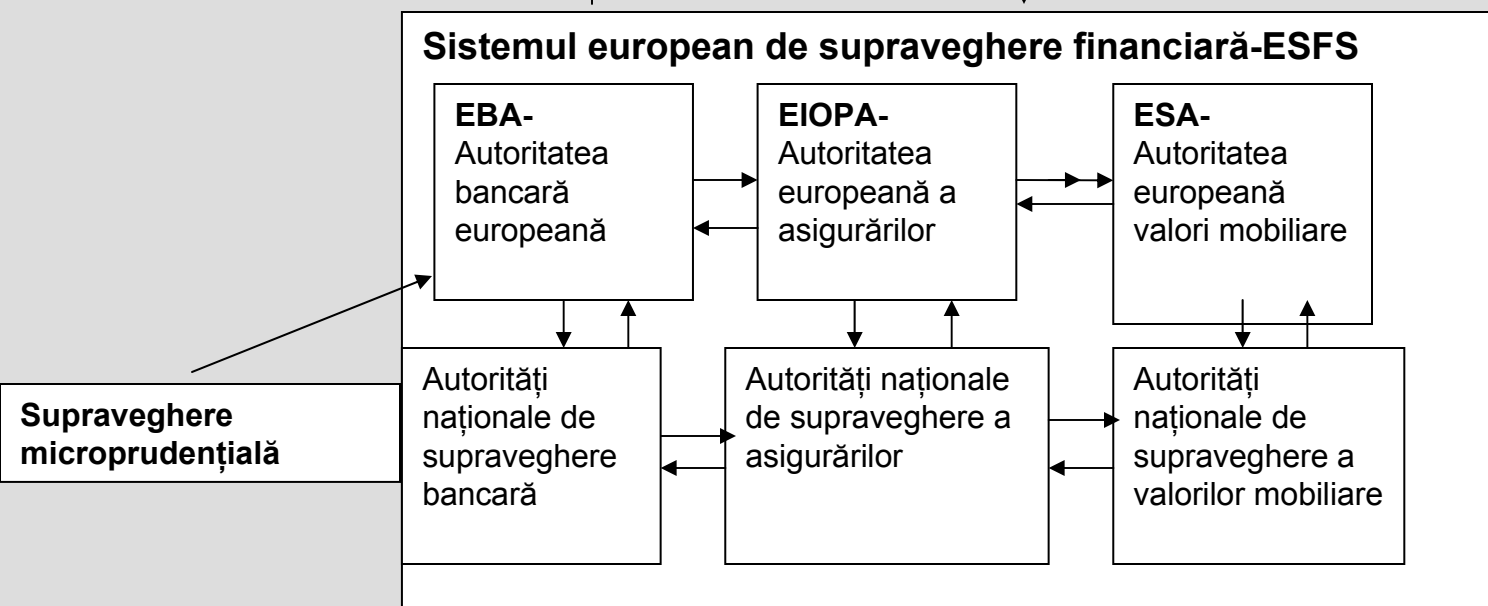 Sistemul european de supraveghere financiară-ESFS
EBA-
Autoritatea
bancară
europeană
EIOPA-
Autoritatea
europeană a
asigurărilor
ESA-
Autoritatea
europeană
valori mobiliare
Supraveghere
microprudențială
Autorități
naționale de
supraveghere
bancară
Autorități naționale
de supraveghere a
asigurărilor
Autorități
naționale de
supraveghere a
valorilor mobiliare